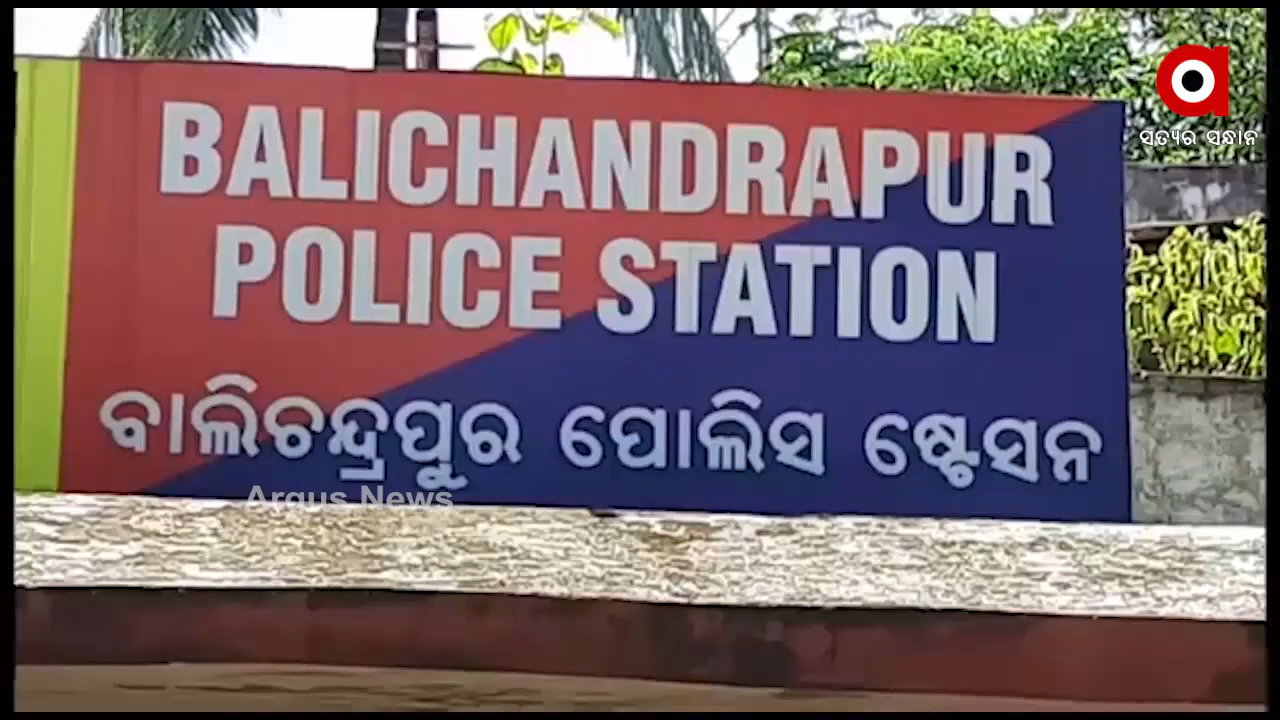 BALICHANDRAPUR
POLICE STATION
ବାଲିଚନ୍ଦ୍ରପୁର ପୋଲିସ ଷ୍ଟେସନ
Argus News
a
ସତ୍ୟର ସନ୍ଧାନ